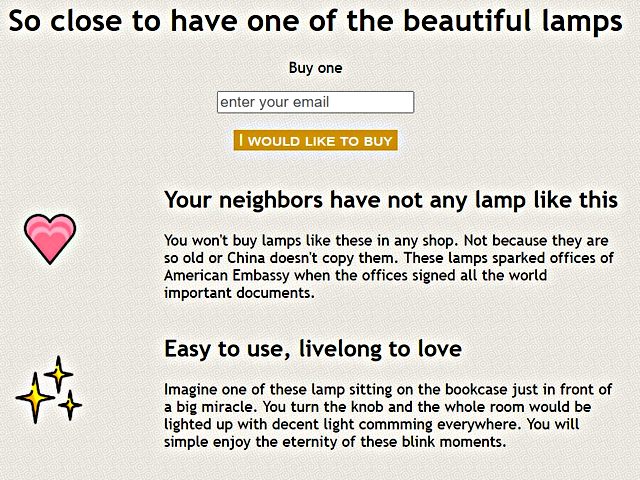 So close to have one of the beautiful lamps
Buy one
enter your email
I WOULD LIKE TO BUY
Your neighbors have not any lamp like this
You won't buy lamps like these in any shop. Not because they are
so old or China doesn't copy them. These lamps sparked offices of
American Embassy when the offices signed all the world
important documents.
Easy to use, livelong to love
Imagine one of these lamp sitting on the bookcase just in front of
a big miracle. You turn the knob and the whole room would be
lighted up with decent light commming everywhere. You will
simple enjoy the eternity of these blink moments.